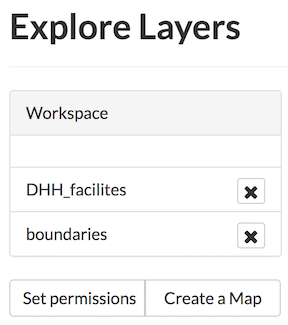 Explore Layers
Workspace
DHH_facilites
boundaries
Set permissions
Create a Map